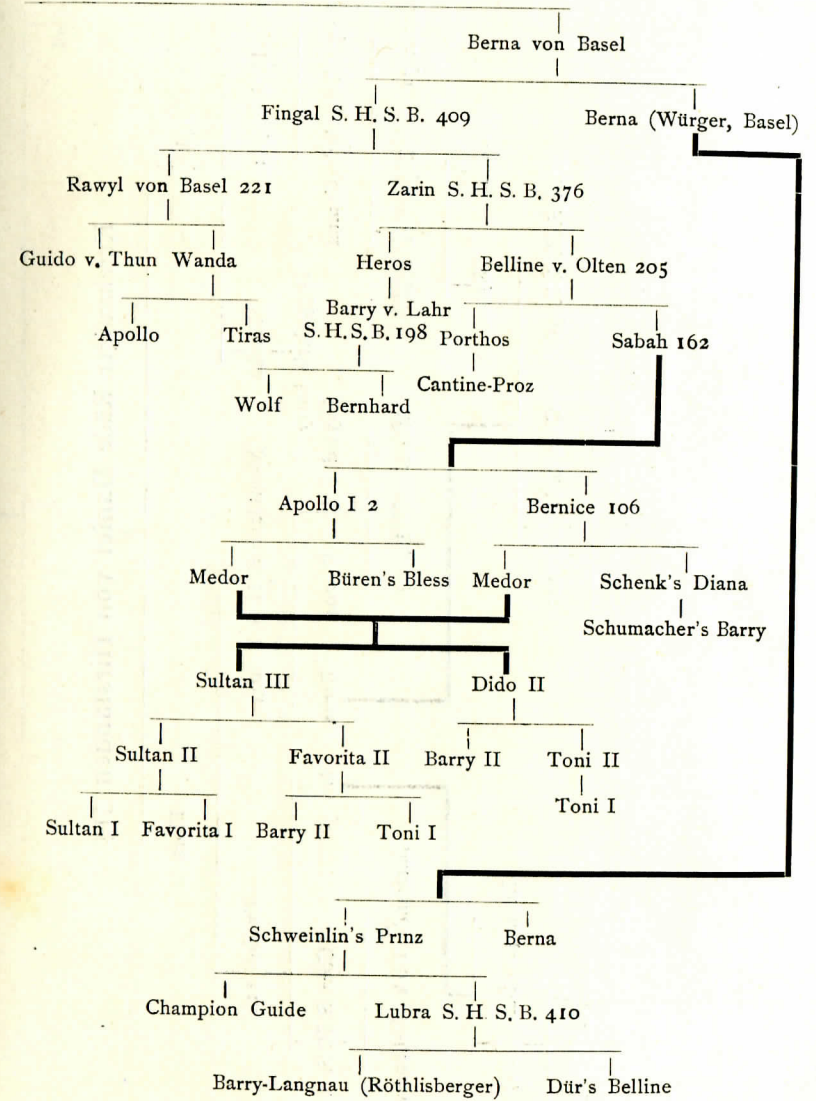 Berna von Basel
Fingal S. H. S. B. 409 Berna (Würger, Basel)
Rawyl von Basel 221 Zarin S. H. S. B. 376
Guido v. Thun Wanda Heros Belline v. Olten 205
Barry v. Lahr
Apollo Tiras S. H. S. B. 198 Porthos Sabah 162
Cantine-Proz
Wolf Bernhard
Apollo I 2 Bernice 106
Medor Büren's Bless Medor Schenk's Diana
Schumacher's Barry
Sultan III Dido II
Sultan II Favorita II Barry II Toni II
Toni I
Sultan I Favorita I Barry II Toni I
Schweinlin's Prinz Berna
Champion Guide Lubra S. H. S. B. 410
Barry-Langnau (Röthlisberger) Dür's Belline